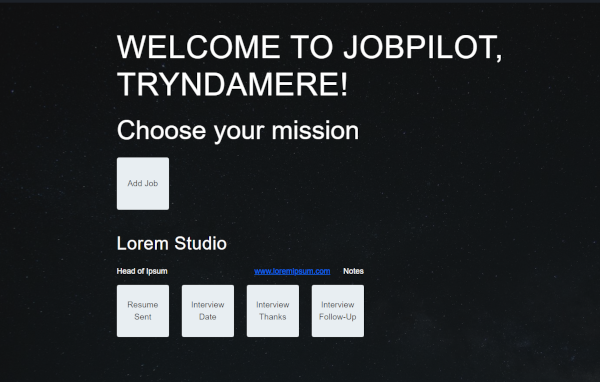 WELCOME TO JOBPILOT,
TRYNDAMERE!
Choose your mission
Add Job
Lorem Studio
Head of Ipsum www.loremipsum.com Notes
Resume Sent Interview Date Interview Thanks Interview Follow-Up